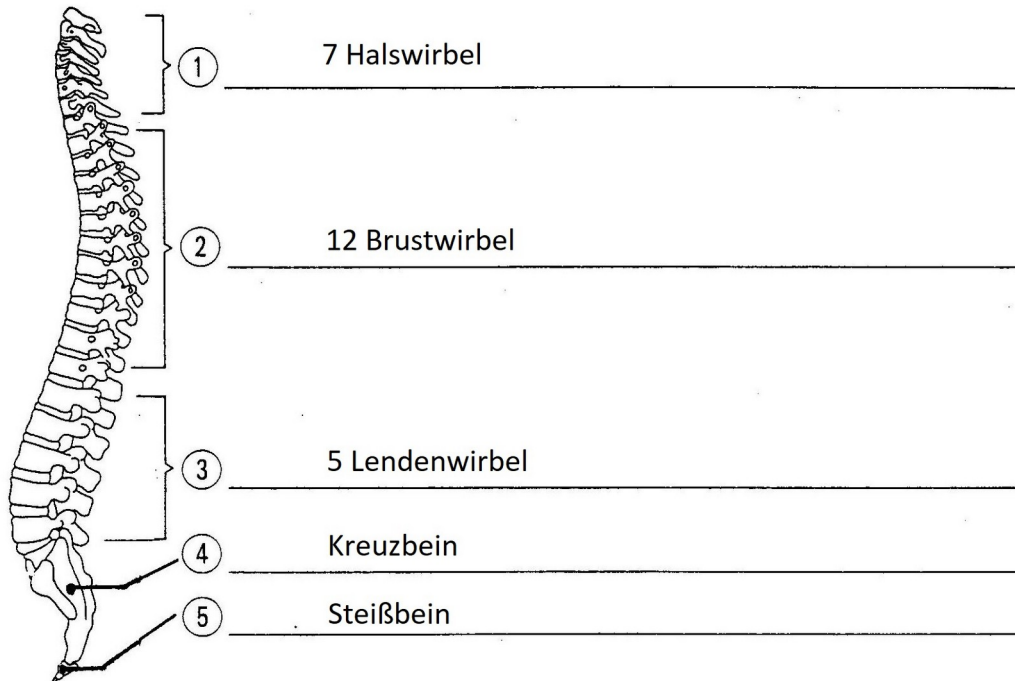 1 7 Halswirbel
2 12 Brustwirbel
3 5 Lendenwirbel
4 Kreuzbein
5 Steißbein